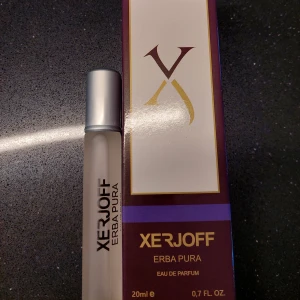 XERJOFF
ERBA PURA
XERJOFF
ERBA PURA
EAU DE PARFUM
20ml e 0,7 FL. OZ.